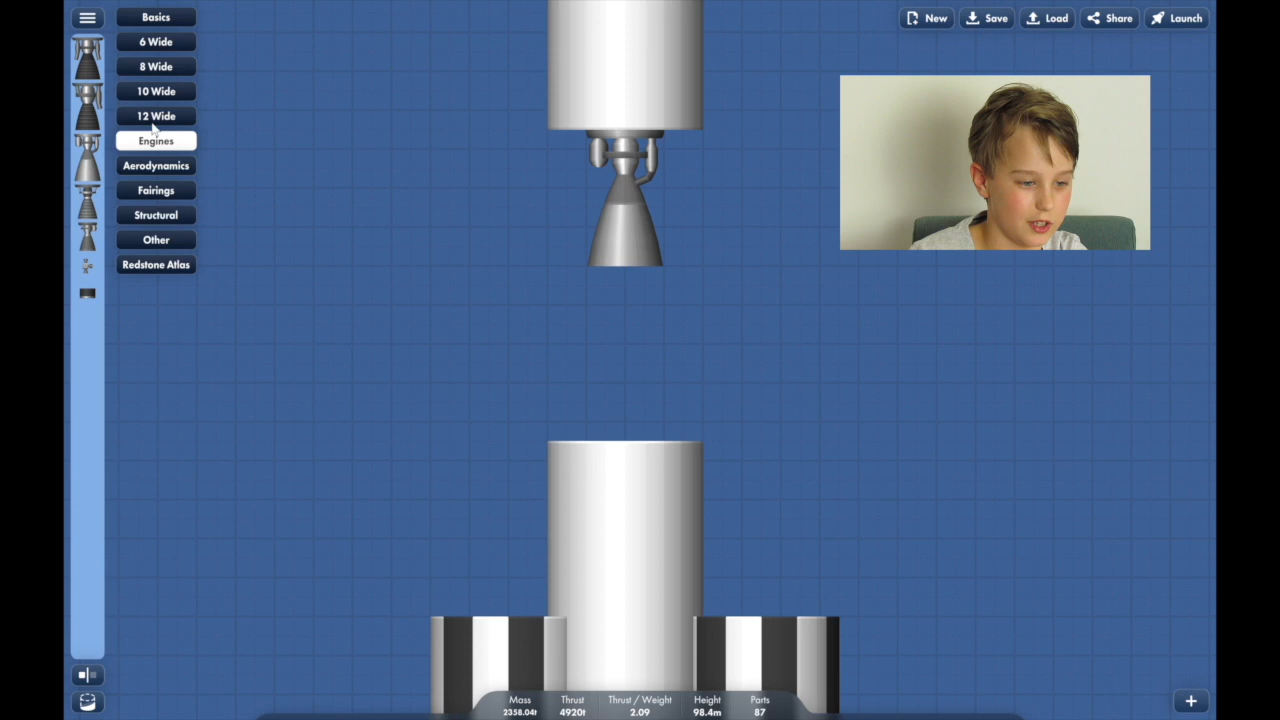 Basics
6 Wide
8 Wide
10 Wide
12 Wide
Engines
Aerodynamics
Fairings
Structural
Other
Redstone Atlas
New Save Load Share Launch
Mass Thrust Thrust / Weight Height Parts
2358.04t 4920t 2.09 98.4m 87